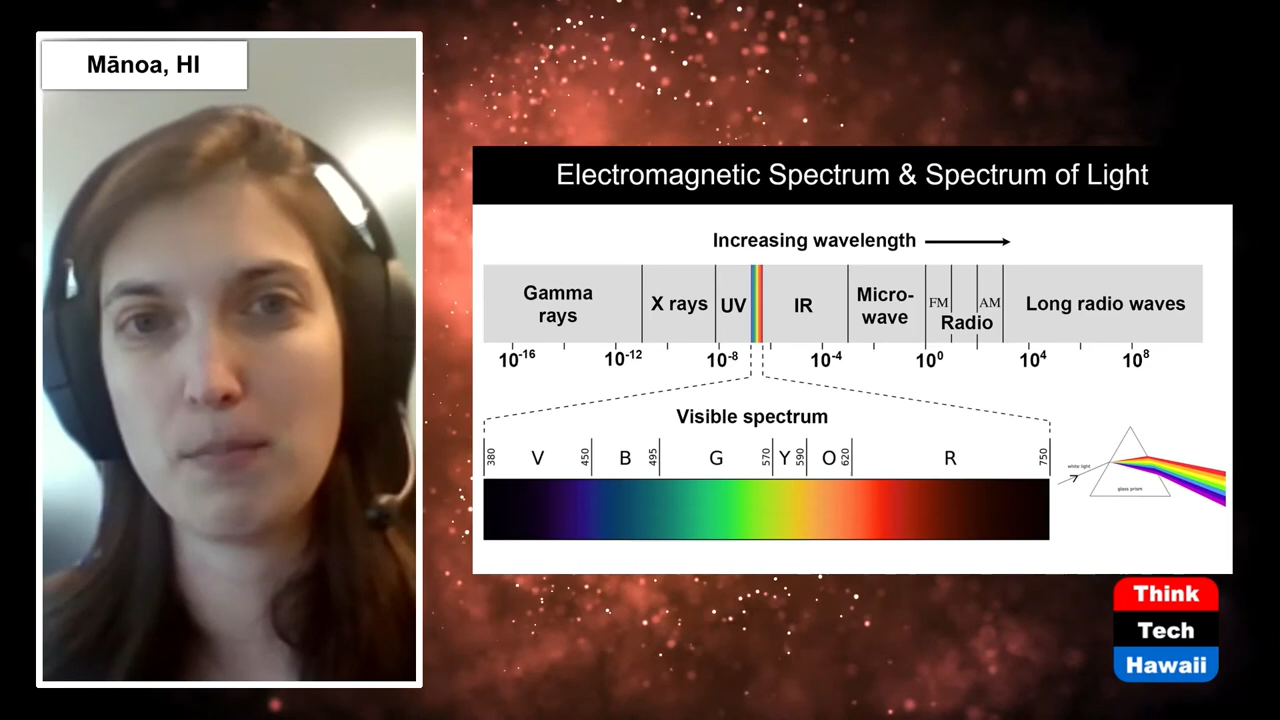 Mānoa, HI
Electromagnetic Spectrum & Spectrum of Light
Increasing wavelength
Gamma
rays
X rays
UV
IR
Micro-
wave
FM
AM
Radio
Long radio waves
10⁻¹⁶
10⁻¹²
10⁻⁸
10⁻⁴
10⁰
10⁴
10⁸
Visible spectrum
380
V
450
B
495
G
570
Y
590
O
620
R
750
white light
glass prism
Think
Tech
Hawaii